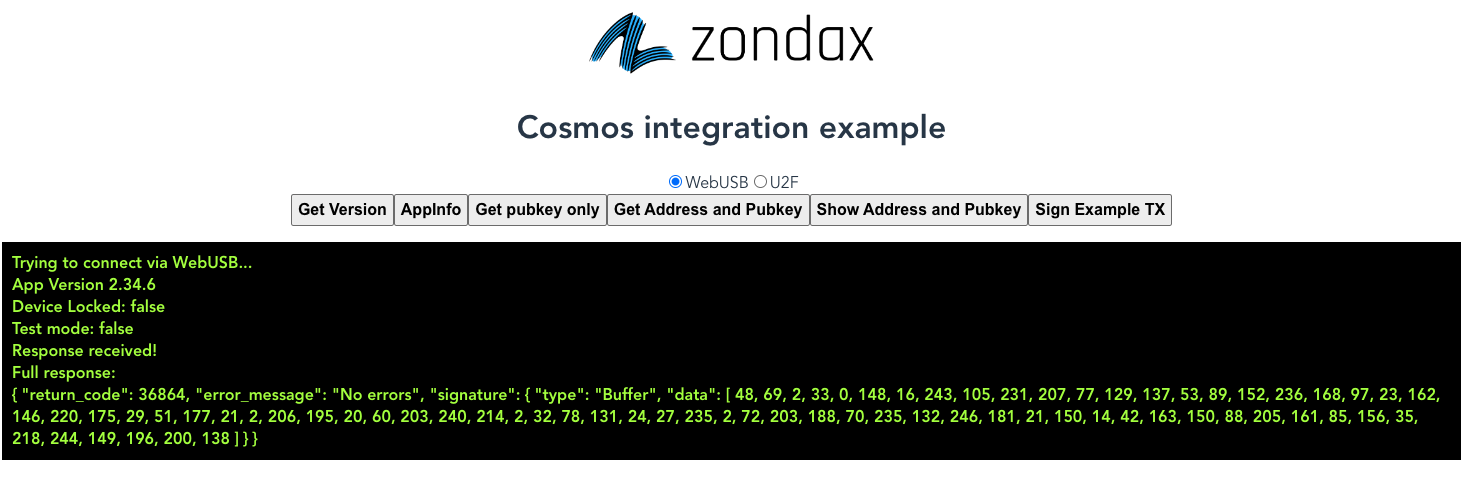 zondax
Cosmos integration example
WebUSB U2F
Get Version AppInfo Get pubkey only Get Address and Pubkey Show Address and Pubkey Sign Example TX
Trying to connect via WebUSB...
App Version 2.34.6
Device Locked: false
Test mode: false
Response received!
Full response:
{ "return_code": 36864, "error_message": "No errors", "signature": { "type": "Buffer", "data": [ 48, 69, 2, 33, 0, 148, 16, 243, 105, 231, 207, 77, 129, 137, 53, 89, 152, 236, 168, 97, 23, 162,
146, 220, 175, 29, 51, 177, 21, 2, 206, 195, 20, 60, 203, 240, 214, 2, 32, 78, 131, 24, 27, 235, 2, 72, 203, 188, 70, 235, 132, 246, 181, 21, 150, 14, 42, 163, 150, 88, 205, 161, 85, 156, 35,
218, 244, 149, 196, 200, 138 ] } }